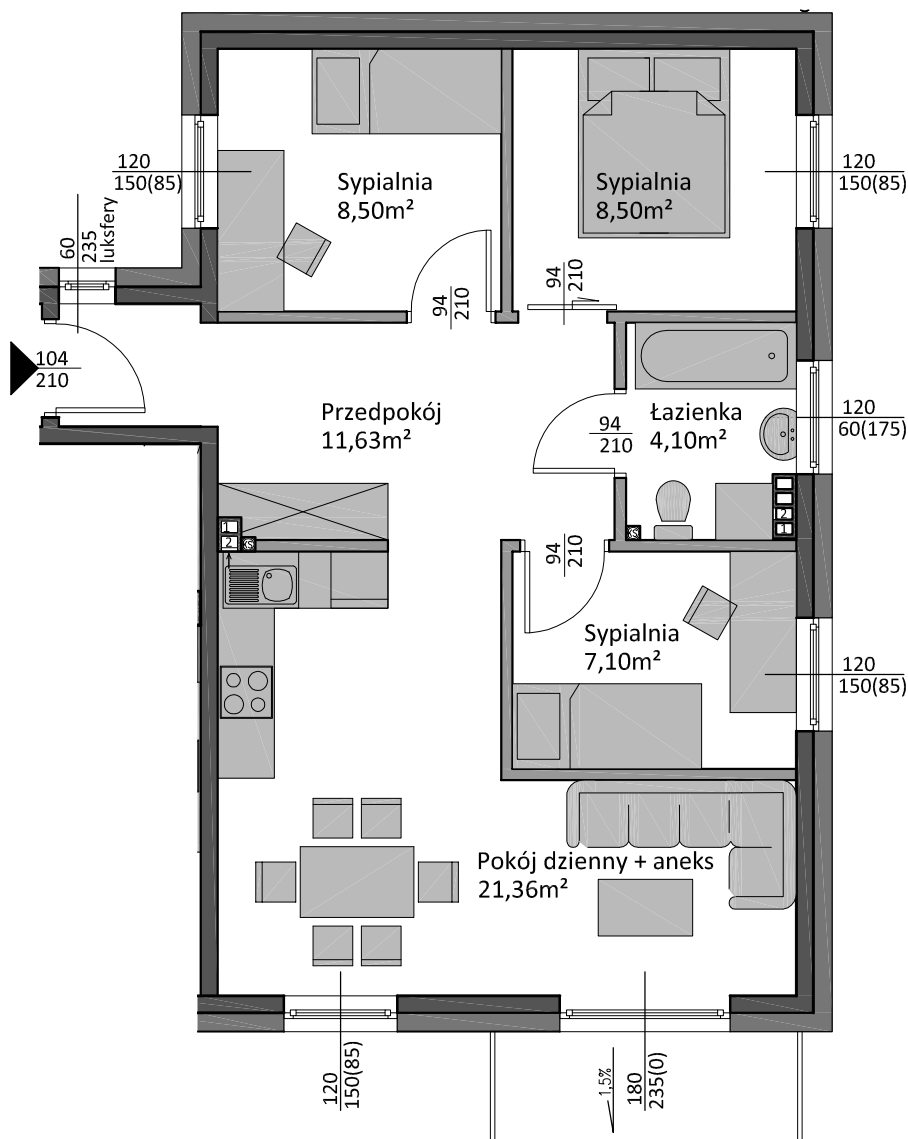 120
150(85)
Sypialnia
8,50m²
Sypialnia
8,50m²
120
150(85)
60
235
luksfery
94
210
94
210
104
210
Przedpokój
11,63m²
94
210
Łazienka
4,10m²
120
60(175)
1
2
KS
KS
2
1
94
210
Sypialnia
7,10m²
120
150(85)
Pokój dzienny + aneks
21,36m²
120
150(85)
1,5%
180
235(0)